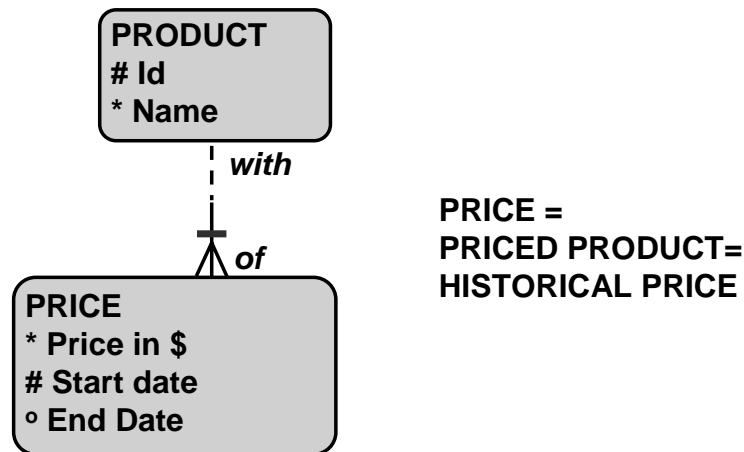 PRODUCT
# Id
* Name
with
of
PRICE
* Price in $
# Start date
o End Date
PRICE =
PRICED PRODUCT=
HISTORICAL PRICE